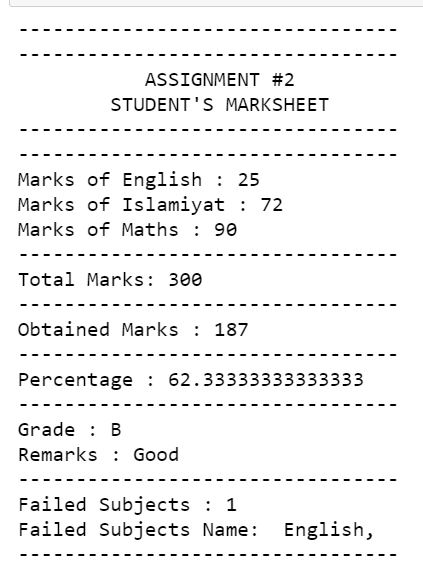 ---------------------------------
---------------------------------
ASSIGNMENT #2
STUDENT'S MARKSHEET
---------------------------------
---------------------------------
Marks of English : 25
Marks of Islamiyat : 72
Marks of Maths : 90
---------------------------------
Total Marks: 300
---------------------------------
Obtained Marks : 187
---------------------------------
Percentage : 62.33333333333333
---------------------------------
Grade : B
Remarks : Good
---------------------------------
Failed Subjects : 1
Failed Subjects Name:  English,
---------------------------------